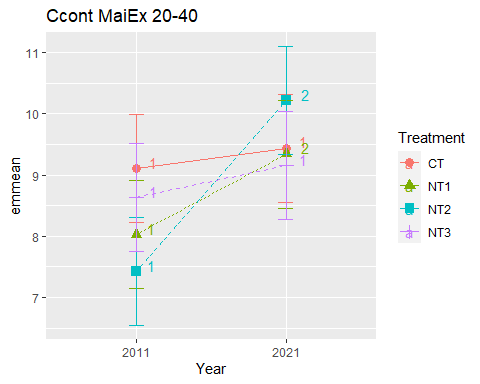 Ccont MaiEx 20-40
11
10
9
8
7
emmean
1
1
1
1
2
1
2
1
2011
2021
Year
Treatment
a CT
a NT1
a NT2
a NT3